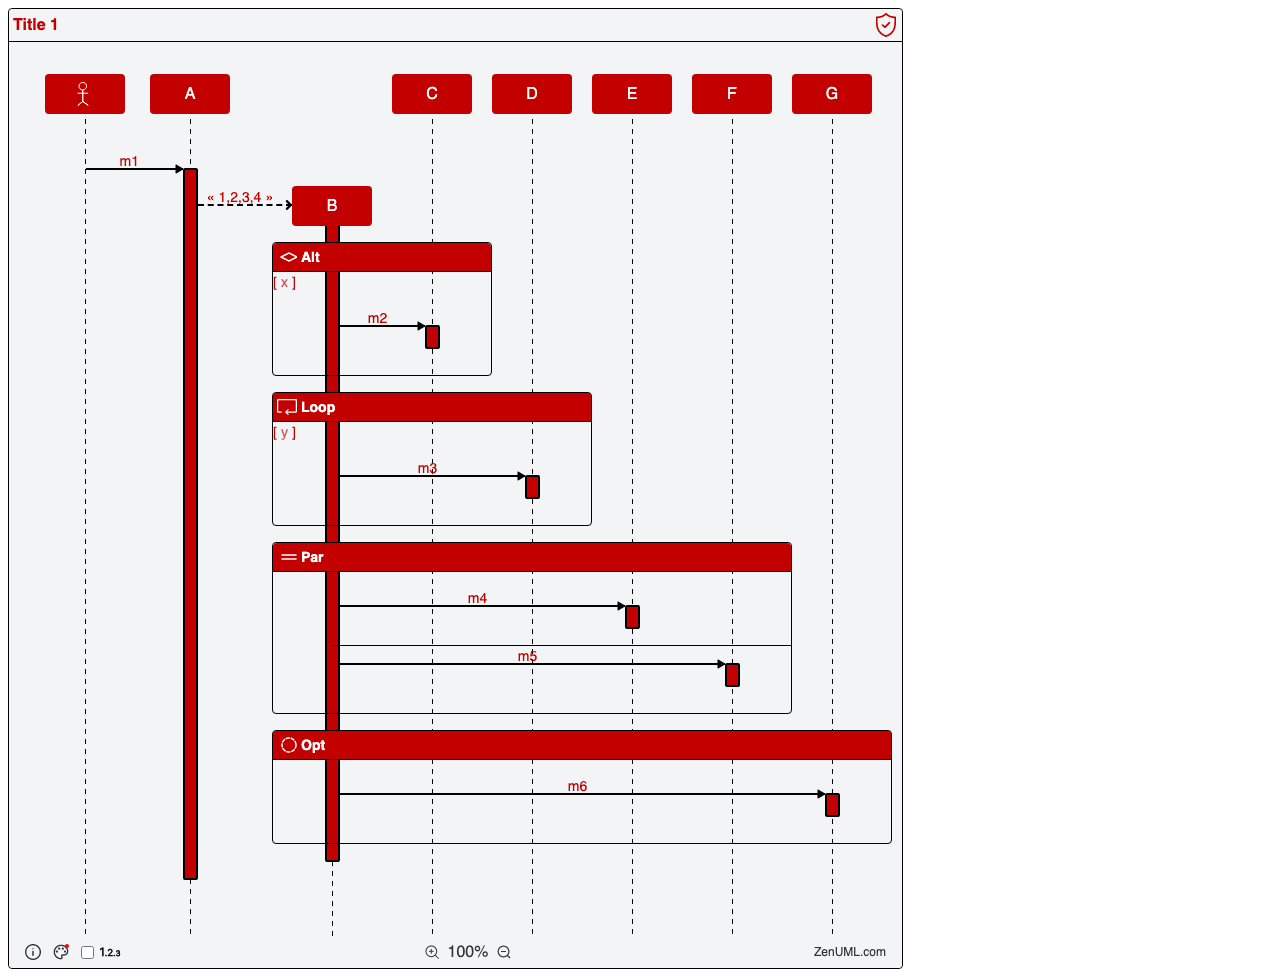 Title 1
A C D E F G
m1
« 1,2,3,4 »
B
Alt
[ x ]
m2
Loop
[ y ]
m3
Par
m4
m5
Opt
m6
1.2.3 100% ZenUML.com